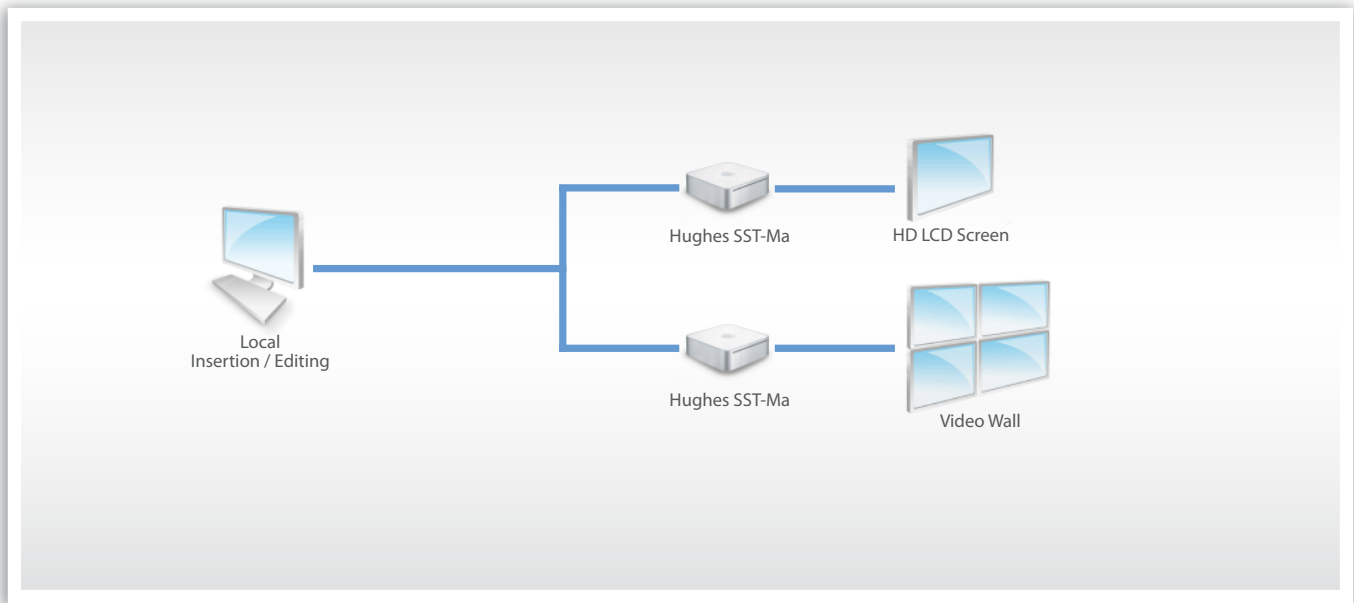 Hughes SST-Ma
HD LCD Screen
Local
Insertion / Editing
Hughes SST-Ma
Video Wall